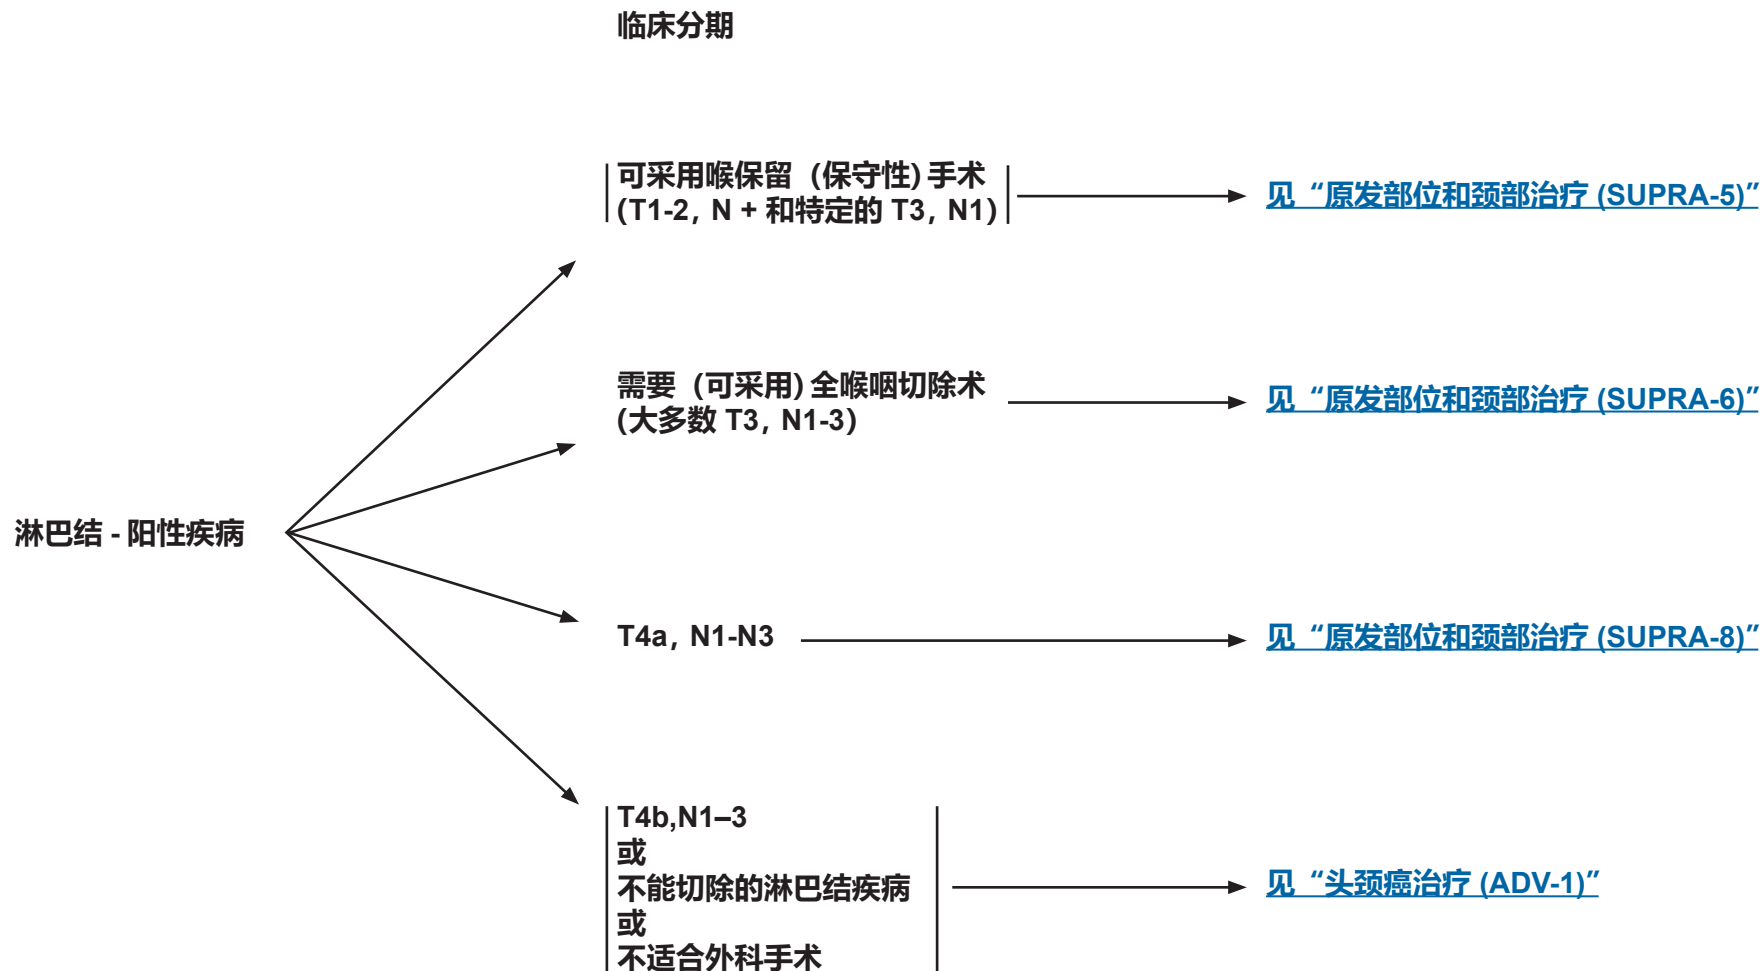 临床分期
可采用喉保留（保守性) 手术
(T1-2, N + 和特定的 T3, N1)
见“原发部位和颈部治疗 (SUPRA-5)”
需要（可采用) 全喉咽切除术
(大多数 T3, N1-3)
见“原发部位和颈部治疗 (SUPRA-6)”
淋巴结 - 阳性疾病
T4a, N1-N3
见“原发部位和颈部治疗 (SUPRA-8)”
T4b,N1–3
或
不能切除的淋巴结疾病
见“头颈癌治疗 (ADV-1)”
或
不适合外科手术